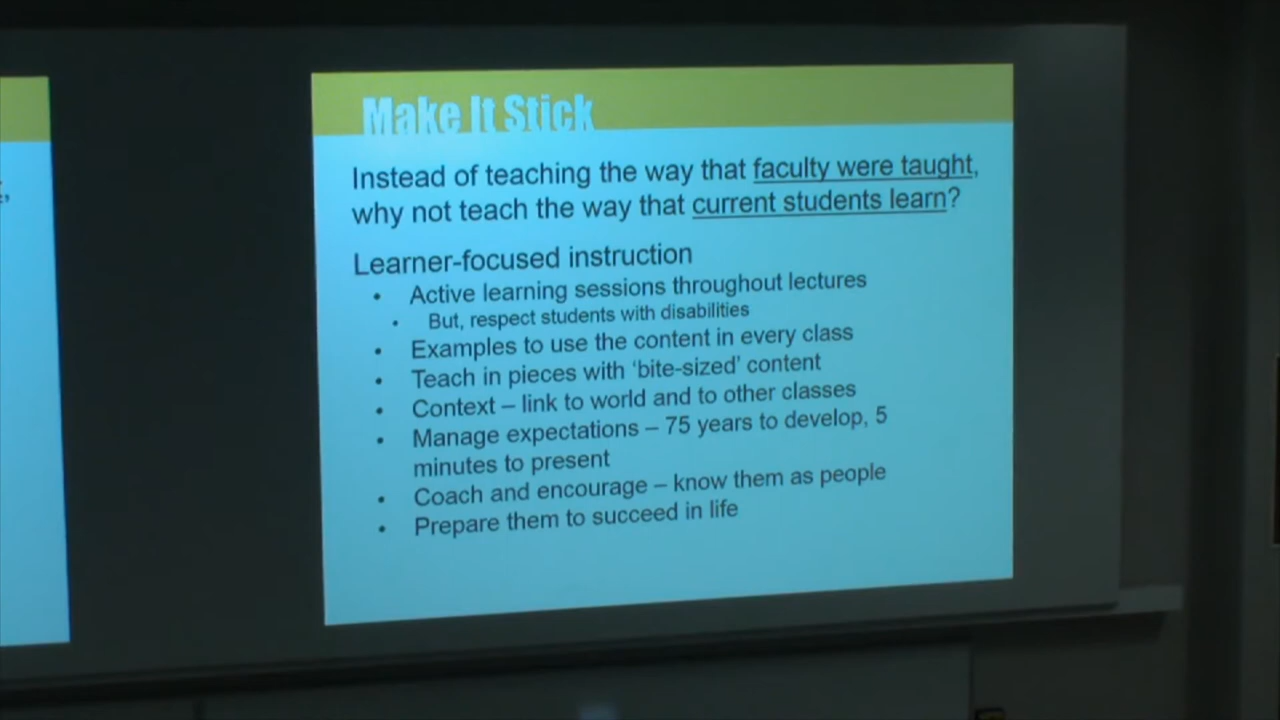 Make It Stick
Instead of teaching the way that faculty were taught,
why not teach the way that current students learn?
Learner-focused instruction
• Active learning sessions throughout lectures
• But, respect students with disabilities
• Examples to use the content in every class
• Teach in pieces with ‘bite-sized’ content
• Context – link to world and to other classes
• Manage expectations – 75 years to develop, 5
minutes to present
• Coach and encourage – know them as people
• Prepare them to succeed in life